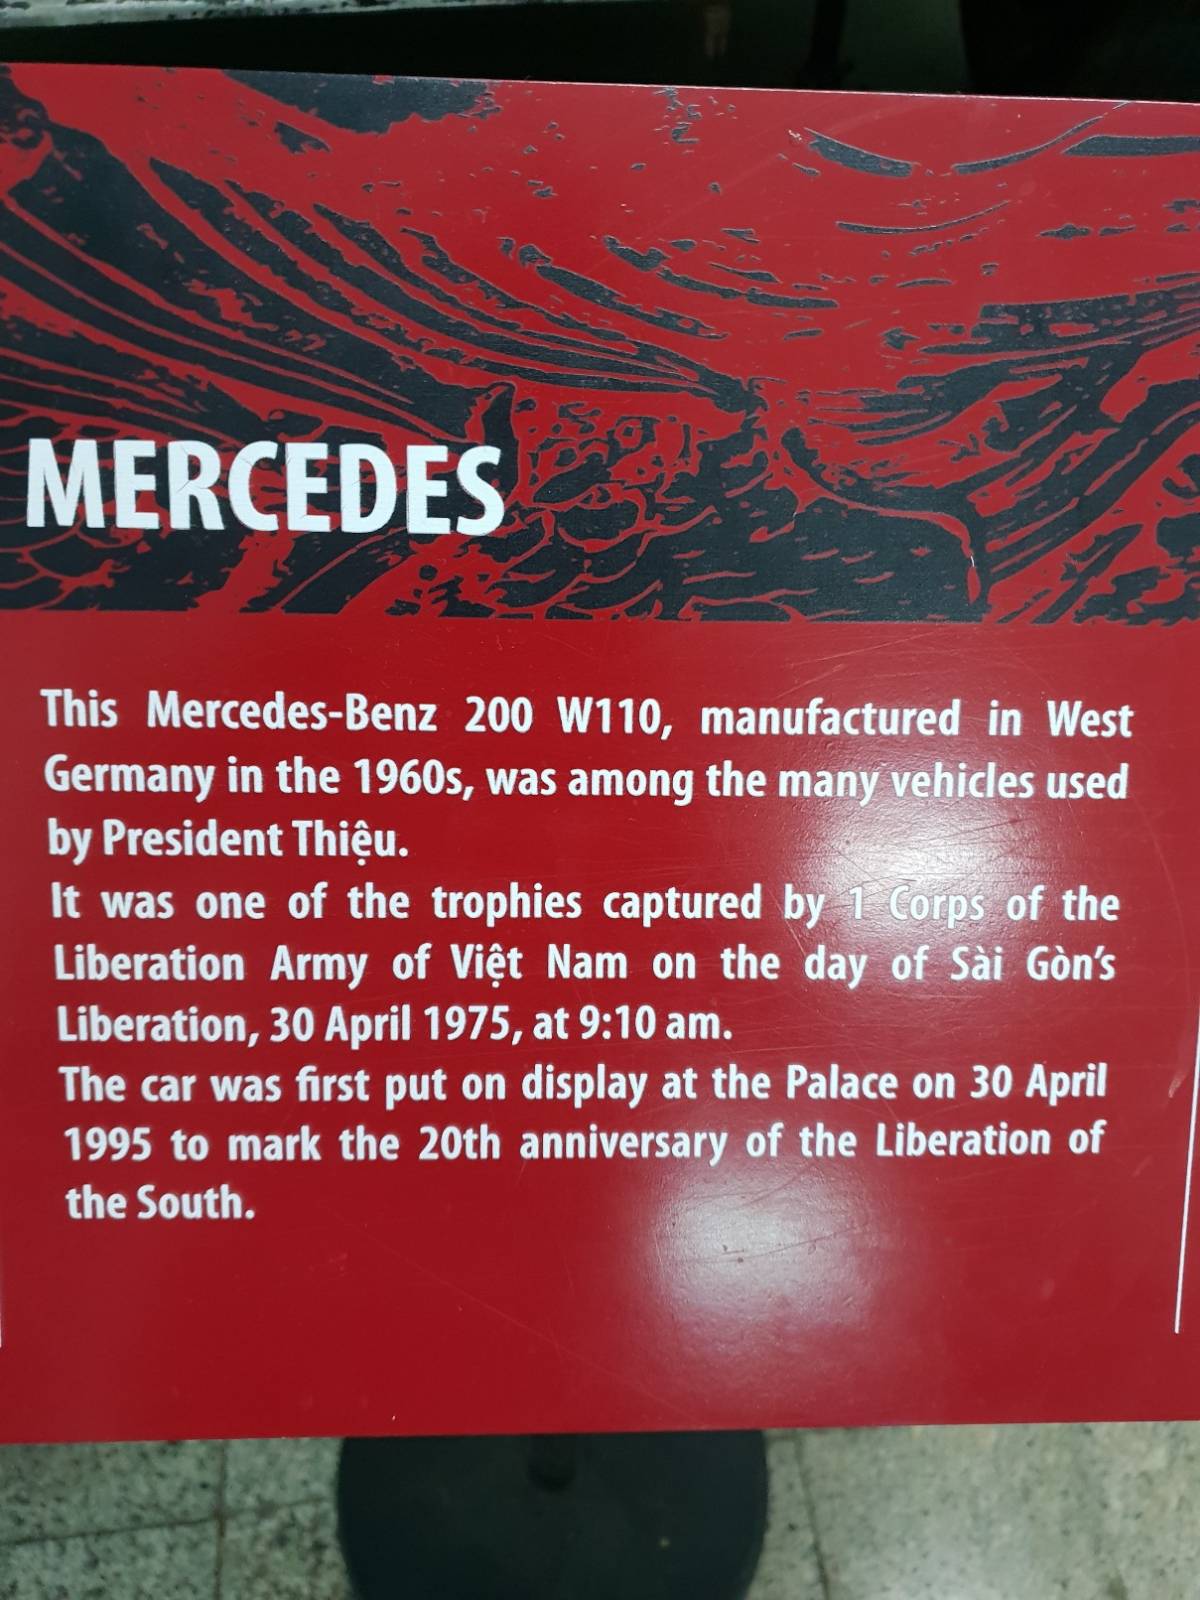 MERCEDES
This Mercedes-Benz 200 W110, manufactured in West
Germany in the 1960s, was among the many vehicles used
by President Thiệu.
It was one of the trophies captured by 1 Corps of the
Liberation Army of Việt Nam on the day of Sài Gòn's
Liberation, 30 April 1975, at 9:10 am.
The car was first put on display at the Palace on 30 April
1995 to mark the 20th anniversary of the Liberation of
the South.